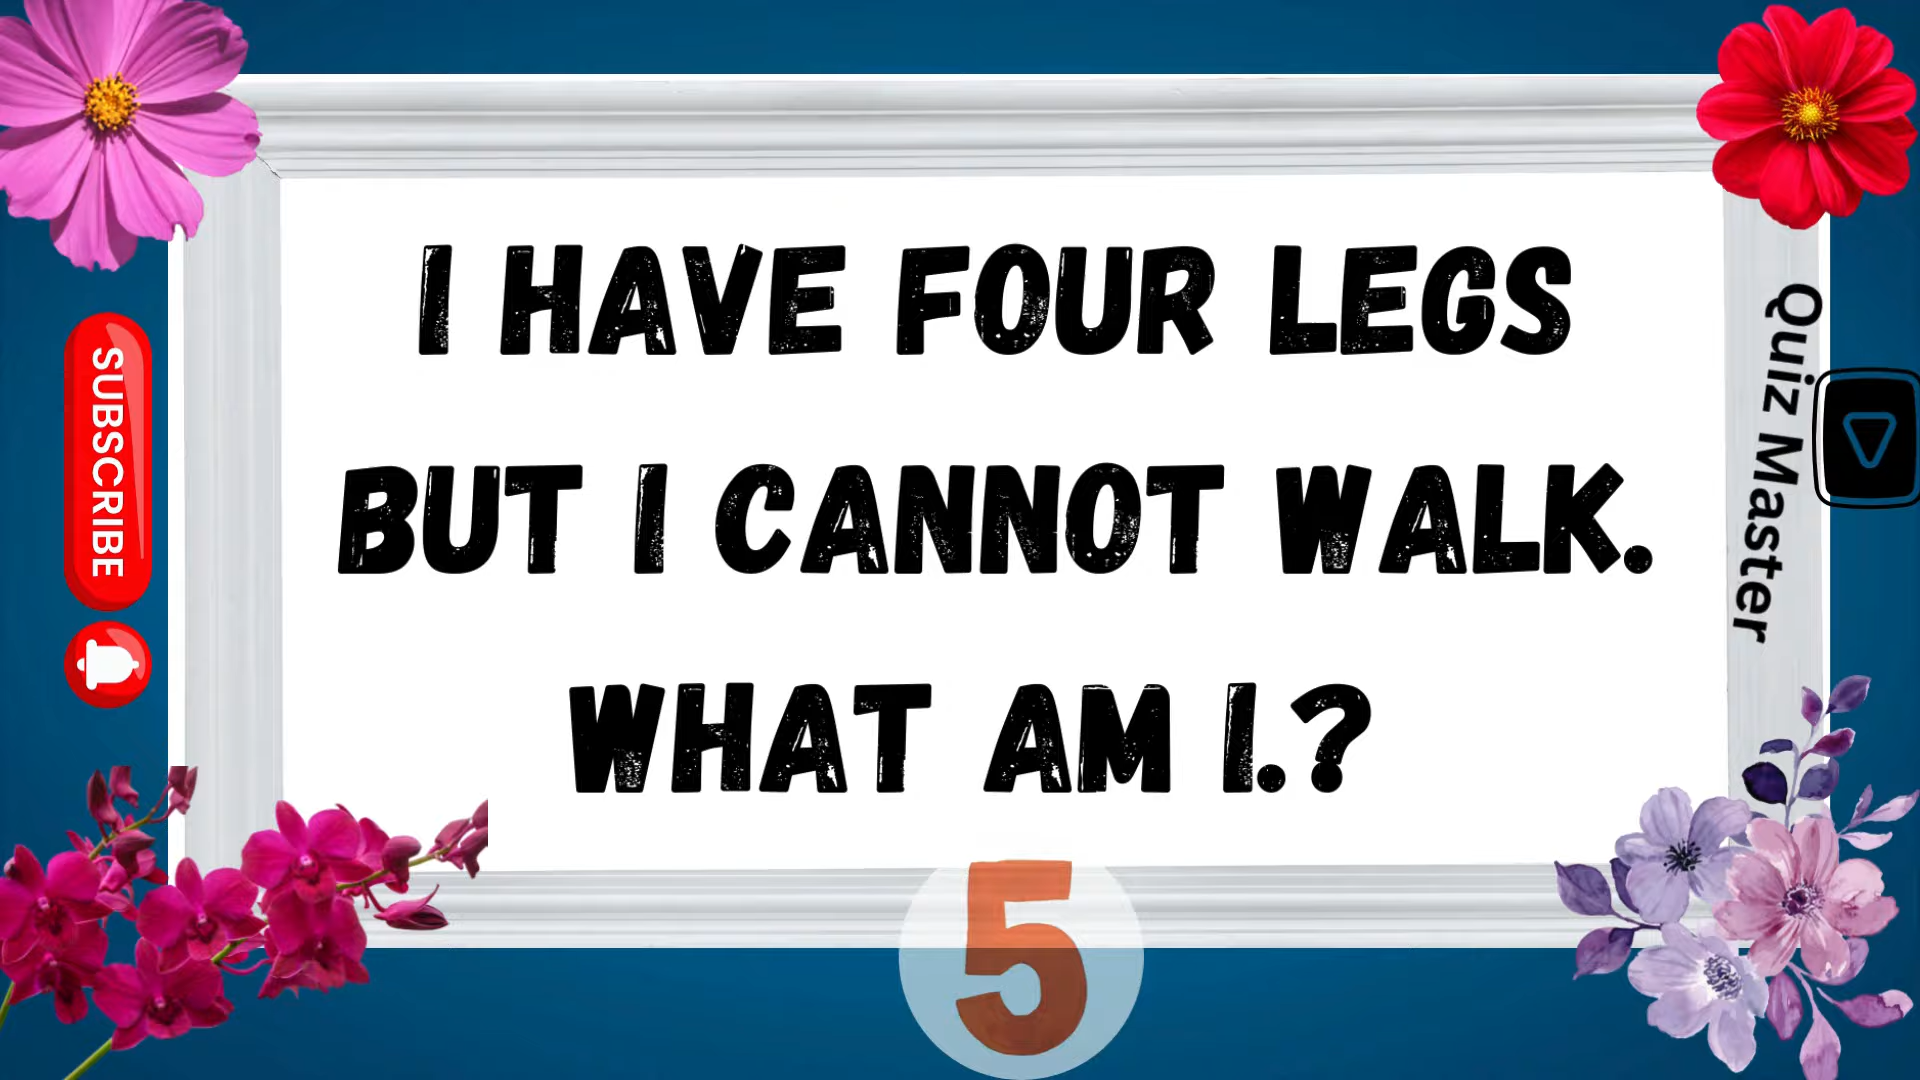 I HAVE FOUR LEGS
BUT I CANNOT WALK.
WHAT AM I.?
SUBSCRIBE
Quiz Master
5